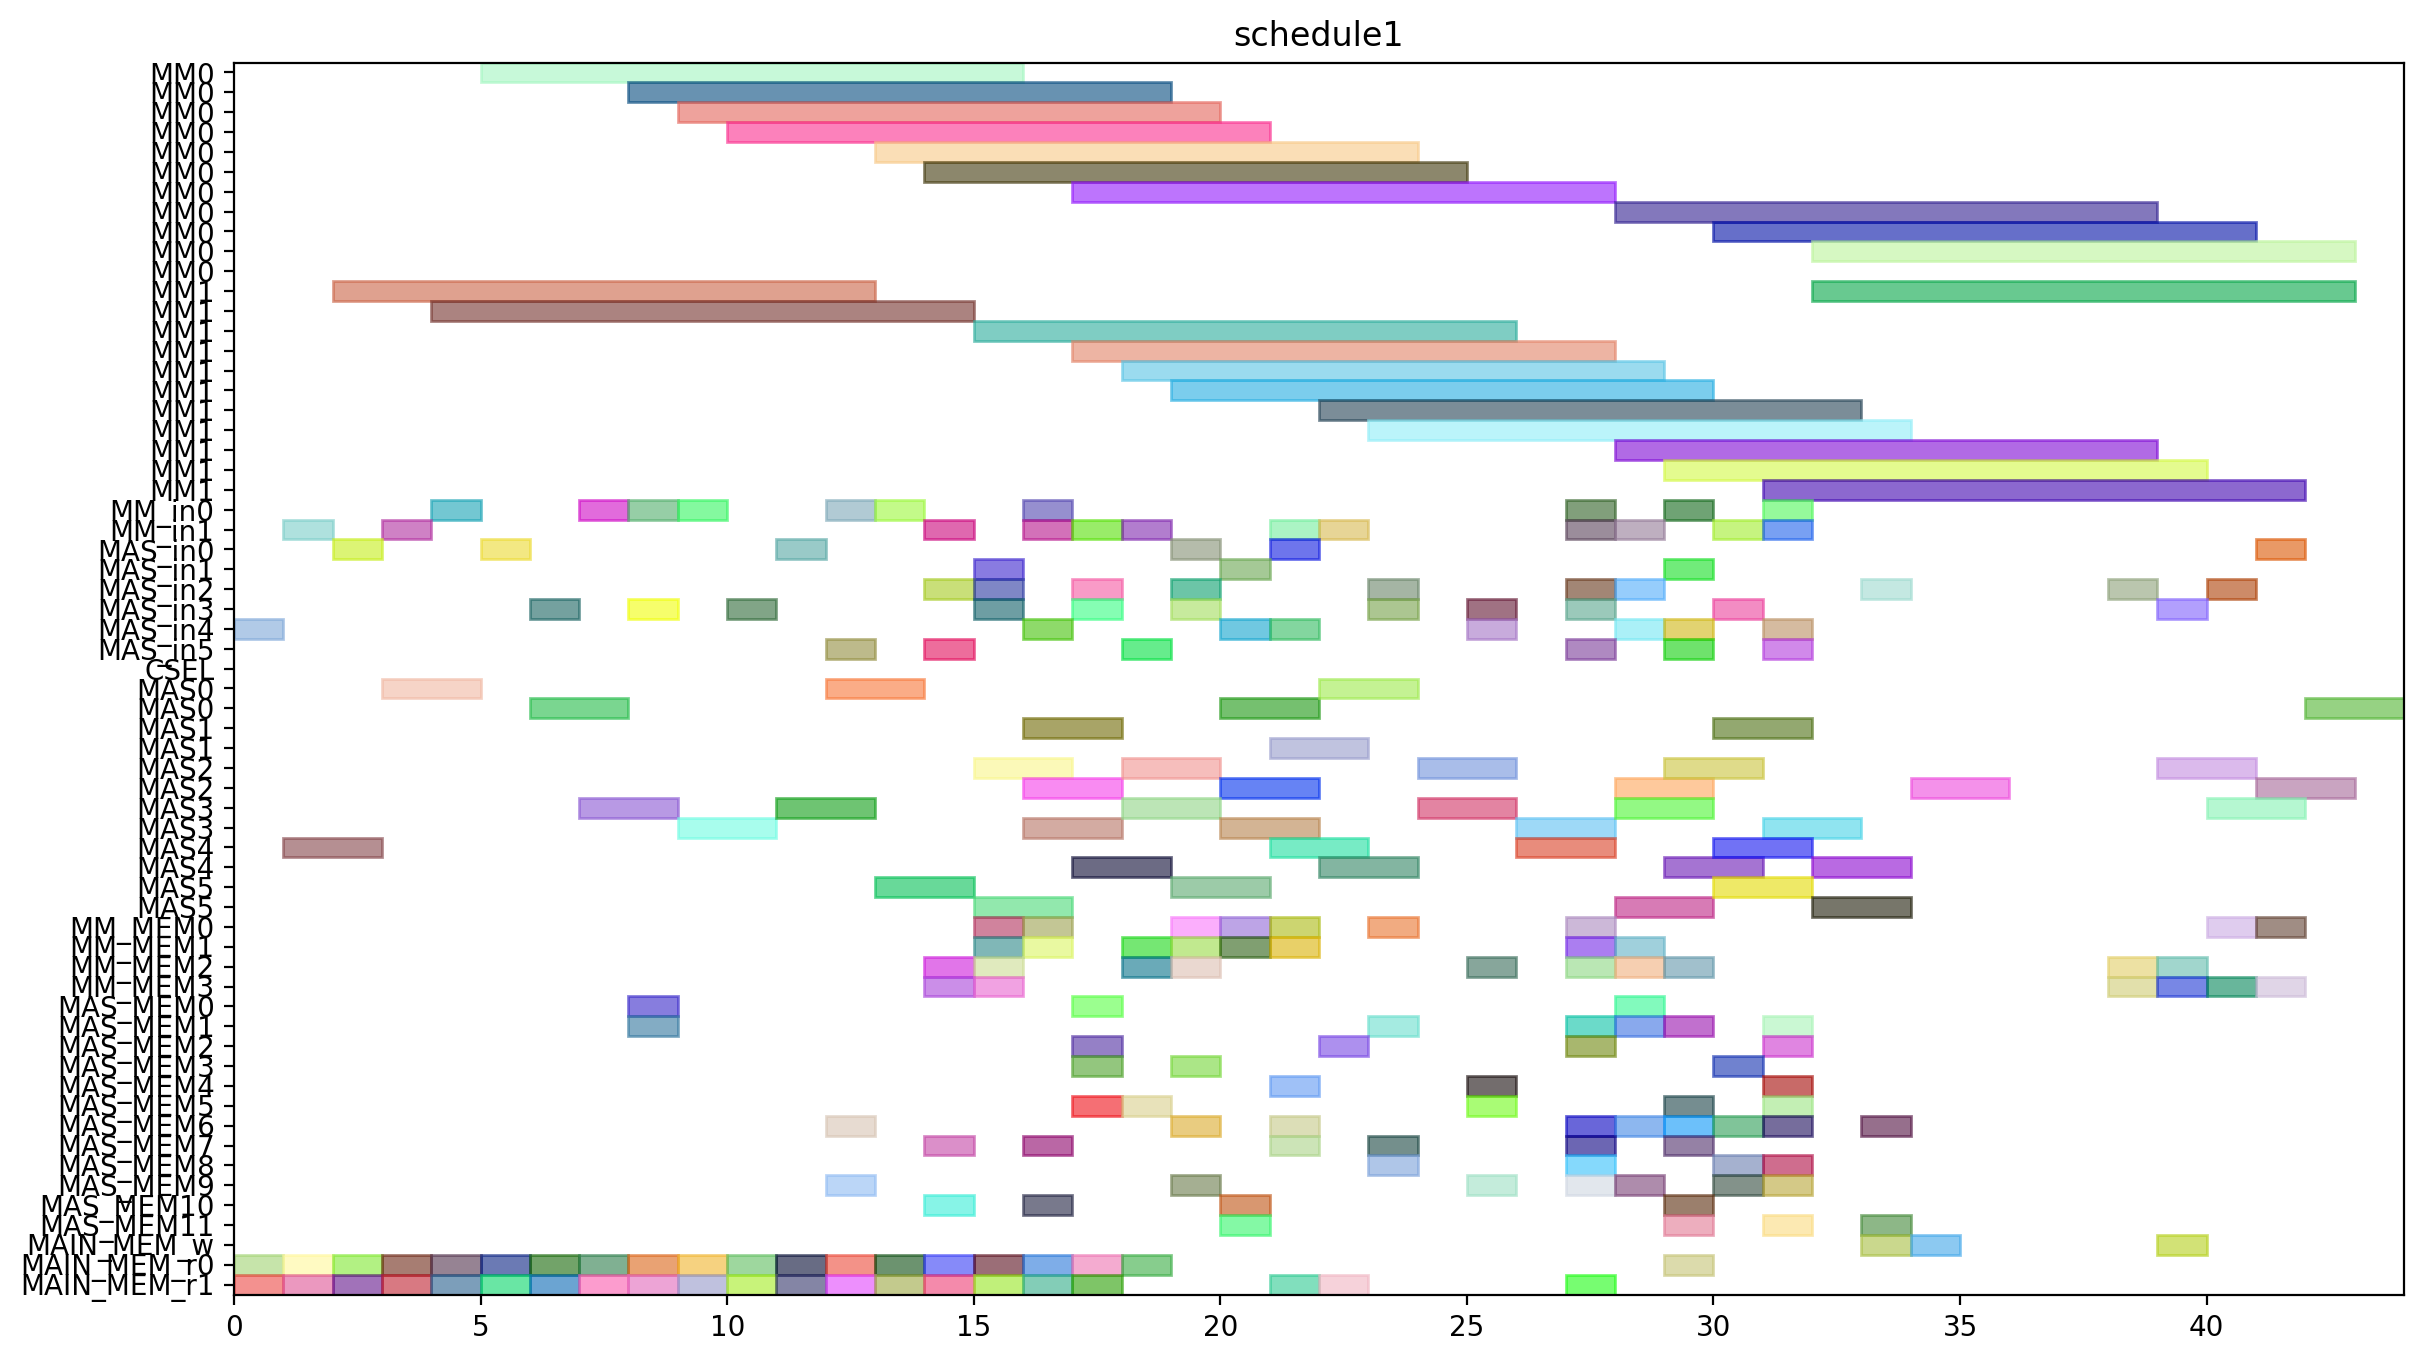 schedule1
MM0
MM0
MM0
MM0
MM0
MM0
MM0
MM0
MM0
MM0
MM0
MM1
MM1
MM1
MM1
MM1
MM1
MM1
MM1
MM1
MM1
MM1
MM_in0
MM_in1
MAS_in0
MAS_in1
MAS_in2
MAS_in3
MAS_in4
MAS_in5
CSEL
MAS0
MAS0
MAS1
MAS1
MAS2
MAS2
MAS3
MAS3
MAS4
MAS4
MAS5
MAS5
MM_MEM0
MM_MEM1
MM_MEM2
MM_MEM3
MAS_MEM0
MAS_MEM1
MAS_MEM2
MAS_MEM3
MAS_MEM4
MAS_MEM5
MAS_MEM6
MAS_MEM7
MAS_MEM8
MAS_MEM9
MAS_MEM10
MAS_MEM11
MAIN_MEM_w
MAIN_MEM_r0
MAIN_MEM_r1
0 5 10 15 20 25 30 35 40